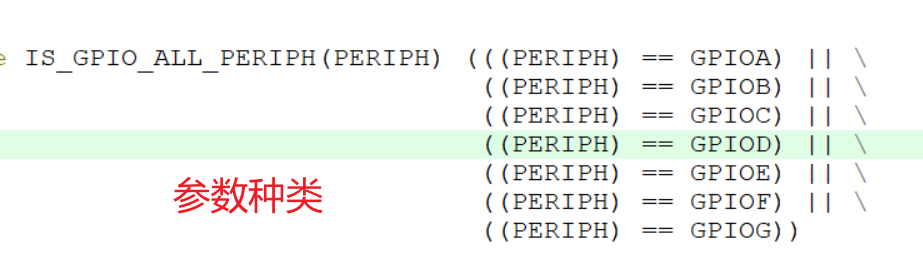 e IS_GPIO_ALL_PERIPH(PERIPH) (((PERIPH) == GPIOA) || \
((PERIPH) == GPIOB) || \
((PERIPH) == GPIOC) || \
((PERIPH) == GPIOD) || \
((PERIPH) == GPIOE) || \
参数种类
((PERIPH) == GPIOF) || \
((PERIPH) == GPIOG))